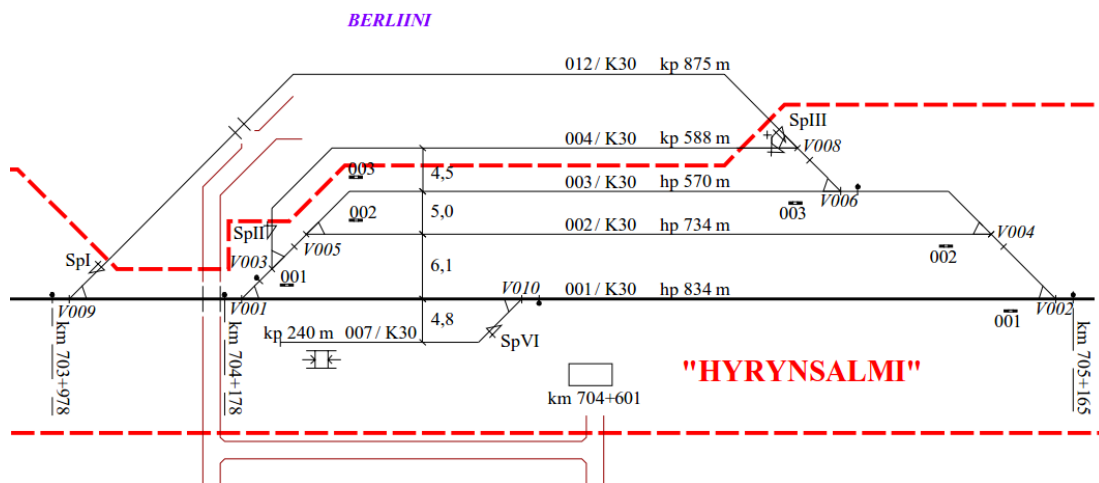 BERLIINI
012 / K30 kp 875 m
SpIII
004 / K30 kp 588 m
V008
003
4,5
003 / K30 hp 570 m
V006
003
002
5,0
SpII
V005
002 / K30 hp 734 m
V004
002
SpI
V003
001
6,1
V010
001 / K30 hp 834 m
V009
V001
V002
001
4,8
kp 240 m 007 / K30
SpVI
km 703+978
km 704+178
"HYRYNSALMI"
km 705+165
km 704+601